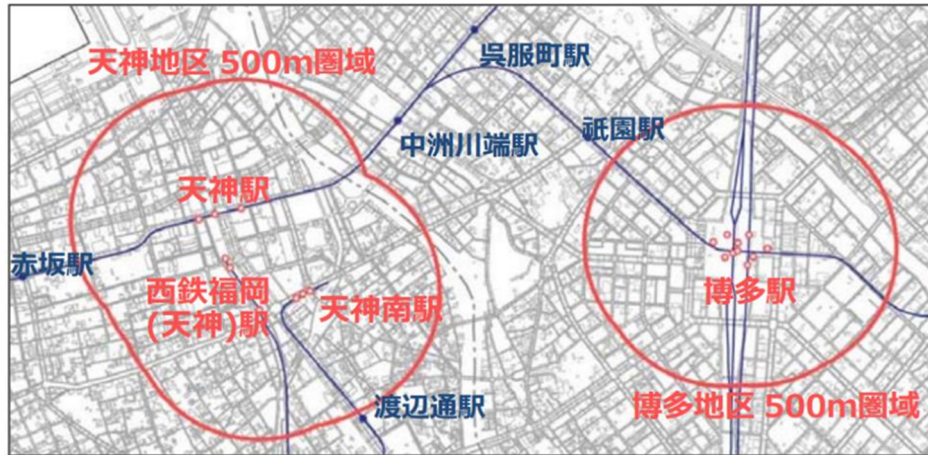 天神地区 500m圏域
呉服町駅
祇園駅
中洲川端駅
天神駅
赤坂駅
西鉄福岡
(天神)駅
天神南駅
博多駅
渡辺通駅
博多地区 500m圏域